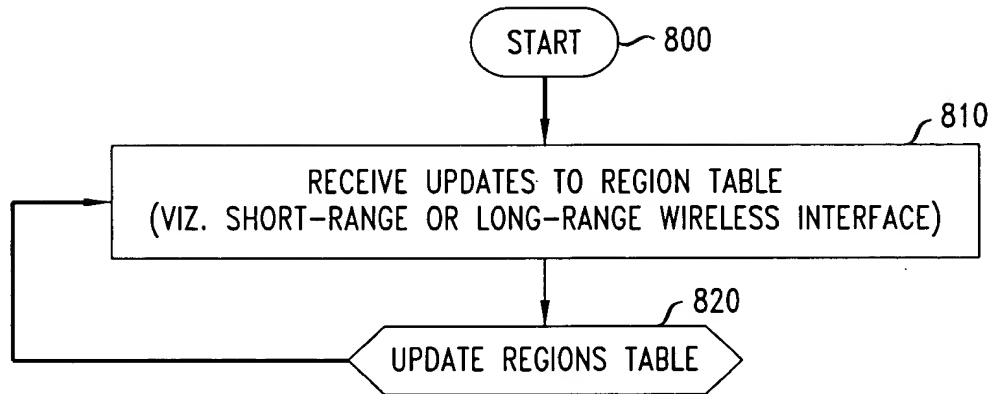 START
800
810
RECEIVE UPDATES TO REGION TABLE
(VIZ. SHORT-RANGE OR LONG-RANGE WIRELESS INTERFACE)
820
UPDATE REGIONS TABLE